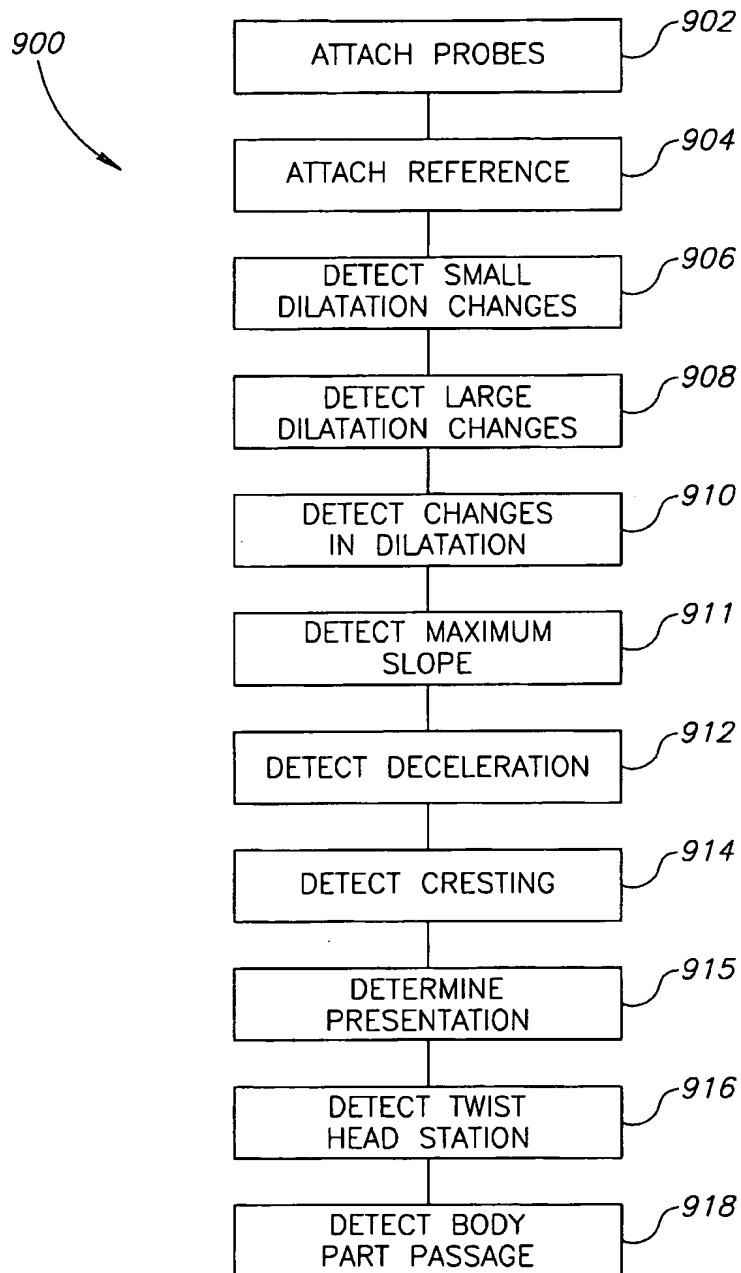 900
ATTACH PROBES
902
ATTACH REFERENCE
904
DETECT SMALL
DILATATION CHANGES
906
DETECT LARGE
DILATATION CHANGES
908
DETECT CHANGES
IN DILATATION
910
DETECT MAXIMUM
SLOPE
911
DETECT DECELERATION
912
DETECT CRESTING
914
DETERMINE
PRESENTATION
915
DETECT TWIST
HEAD STATION
916
DETECT BODY
PART PASSAGE
918